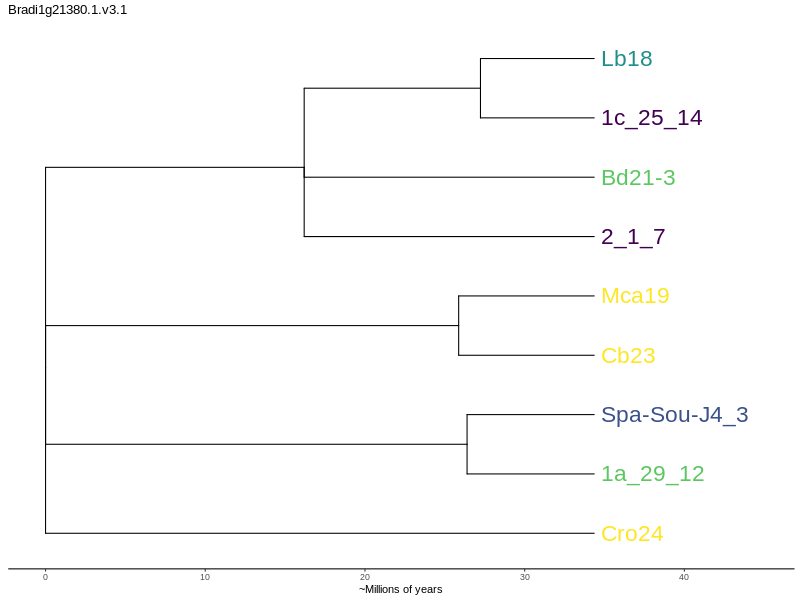 Bradi1g21380.1.v3.1
Lb18
1c_25_14
Bd21-3
2_1_7
Mca19
Cb23
Spa-Sou-J4_3
1a_29_12
Cro24
0 10 20 30 40
~Millions of years